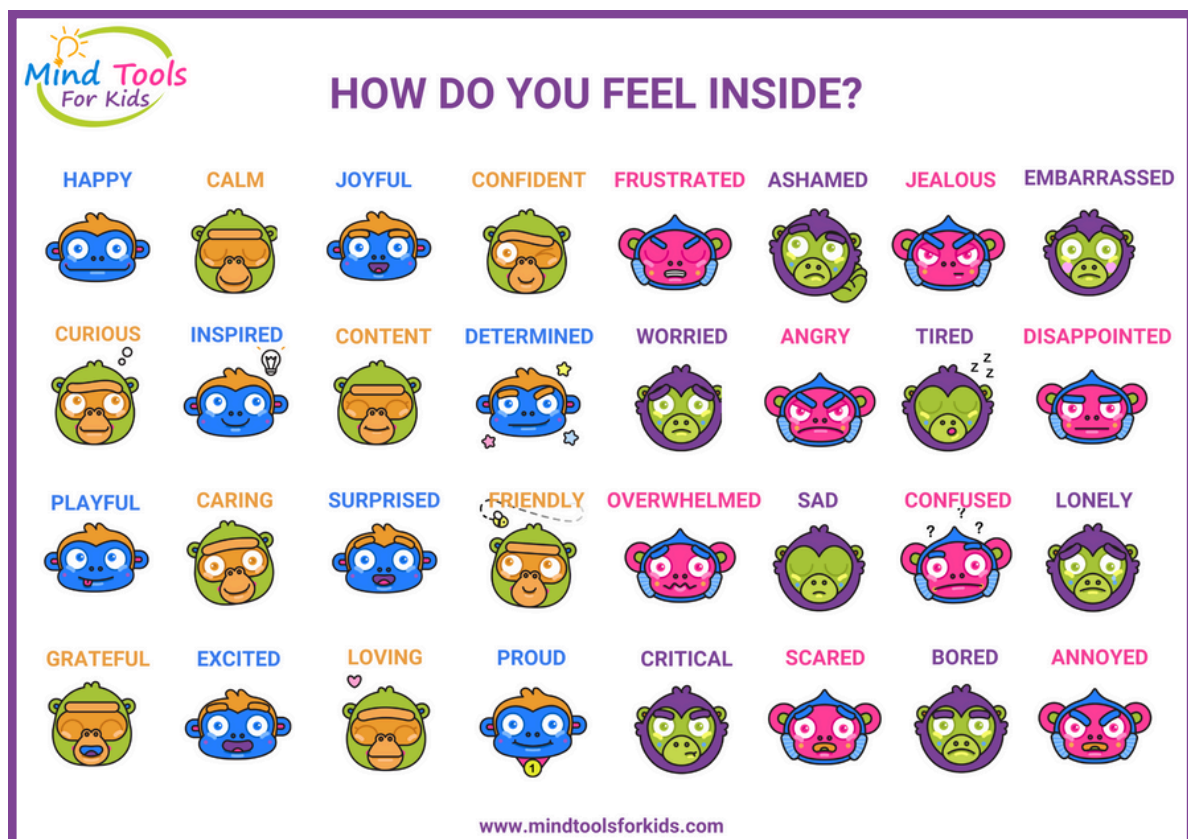 Mind Tools
For Kids
HOW DO YOU FEEL INSIDE?
HAPPY CALM JOYFUL CONFIDENT FRUSTRATED ASHAMED JEALOUS EMBARRASSED
CURIOUS INSPIRED CONTENT DETERMINED WORRIED ANGRY TIRED DISAPPOINTED
z z z
PLAYFUL CARING SURPRISED FRIENDLY OVERWHELMED SAD CONFUSED LONELY
? ? ?
GRATEFUL EXCITED LOVING PROUD CRITICAL SCARED BORED ANNOYED
1
www.mindtoolsforkids.com